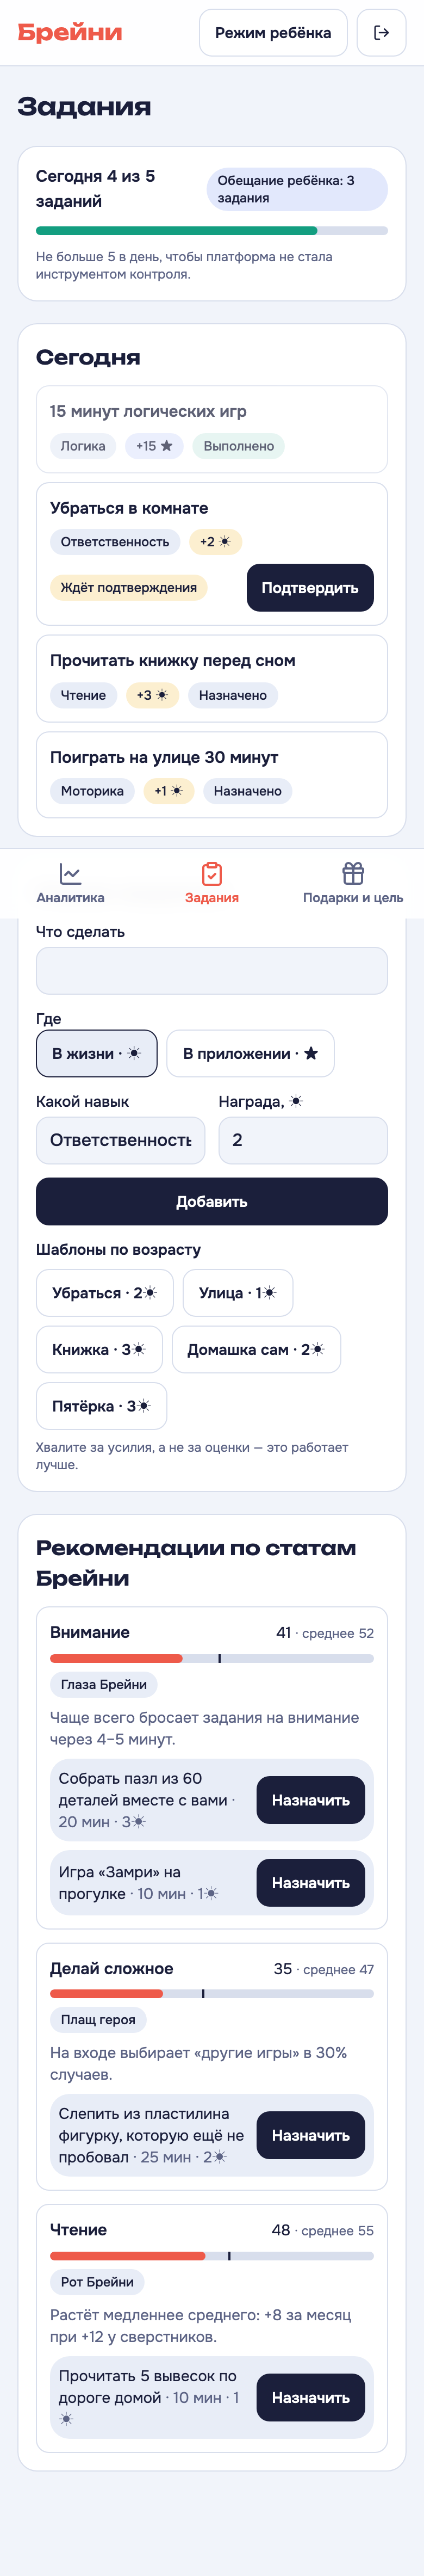 Брейни
Режим ребёнка
Задания
Сегодня 4 из 5
заданий
Обещание ребёнка: 3
задания
Не больше 5 в день, чтобы платформа не стала
инструментом контроля.
Сегодня
15 минут логических игр
Логика +15 ★ Выполнено
Убраться в комнате
Ответственность +2 ☀
Ждёт подтверждения Подтвердить
Прочитать книжку перед сном
Чтение +3 ☀ Назначено
Поиграть на улице 30 минут
Моторика +1 ☀ Назначено
Аналитика Задания Подарки и цель
Что сделать
Где
В жизни · ☀ В приложении · ★
Какой навык Награда, ☀
Ответственность 2
Добавить
Шаблоны по возрасту
Убраться · 2☀ Улица · 1☀
Книжка · 3☀ Домашка сам · 2☀
Пятёрка · 3☀
Хвалите за усилия, а не за оценки — это работает
лучше.
Рекомендации по статам
Брейни
Внимание 41 · среднее 52
Глаза Брейни
Чаще всего бросает задания на внимание
через 4–5 минут.
Собрать пазл из 60
деталей вместе с вами ·
20 мин · 3☀
Назначить
Игра «Замри» на
прогулке · 10 мин · 1☀
Назначить
Делай сложное 35 · среднее 47
Плащ героя
На входе выбирает «другие игры» в 30%
случаев.
Слепить из пластилина
фигурку, которую ещё не
пробовал · 25 мин · 2☀
Назначить
Чтение 48 · среднее 55
Рот Брейни
Растёт медленнее среднего: +8 за месяц
при +12 у сверстников.
Прочитать 5 вывесок по
дороге домой · 10 мин · 1
☀
Назначить